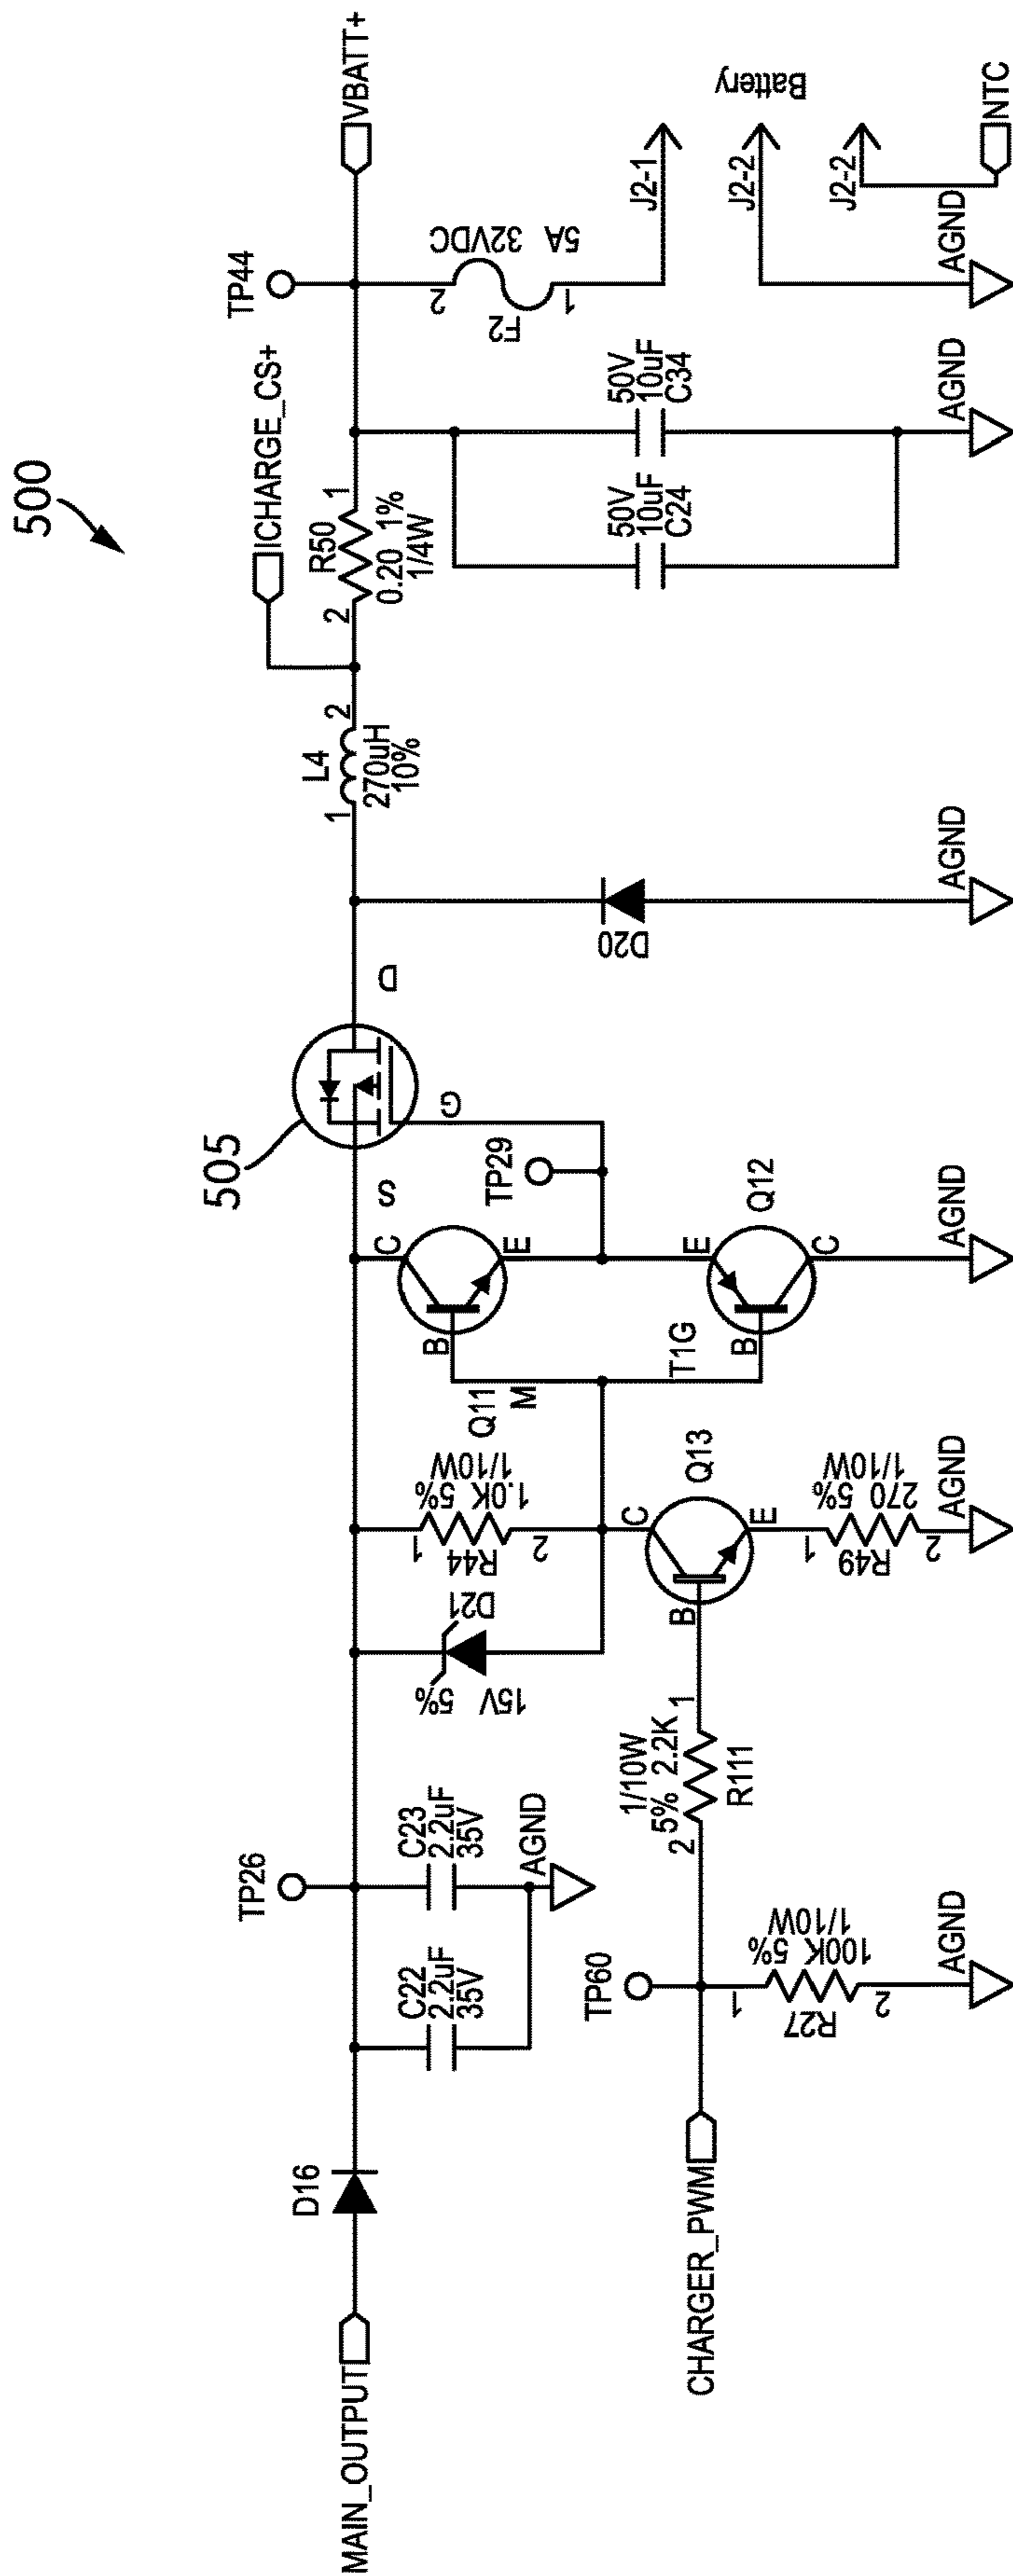 500
MAIN_OUTPUT
D16
C22
2.2uF
35V
TP26
C23
2.2uF
35V
AGND
15V 5%
D21
1
R44
2
1.0K 5%
1/10W
Q11
M
B
C
E
S
505
G
D
TP29
T1G
B
E
C
Q12
AGND
CHARGER_PWM
TP60
1
R27
2
100K 5%
1/10W
AGND
2
1
1/10W
5% 2.2K
R111
B
C
E
Q13
1
R49
2
270 5%
1/10W
AGND
D20
AGND
1
L4
2
270uH
10%
ICHARGE_CS+
2
R50
1
0.20 1%
1/4W
50V
10uF
C24
50V
10uF
C34
AGND
TP44
VBATT+
2
F2
1
5A 32VDC
J2-1
J2-2
J2-2
Battery
AGND
NTC